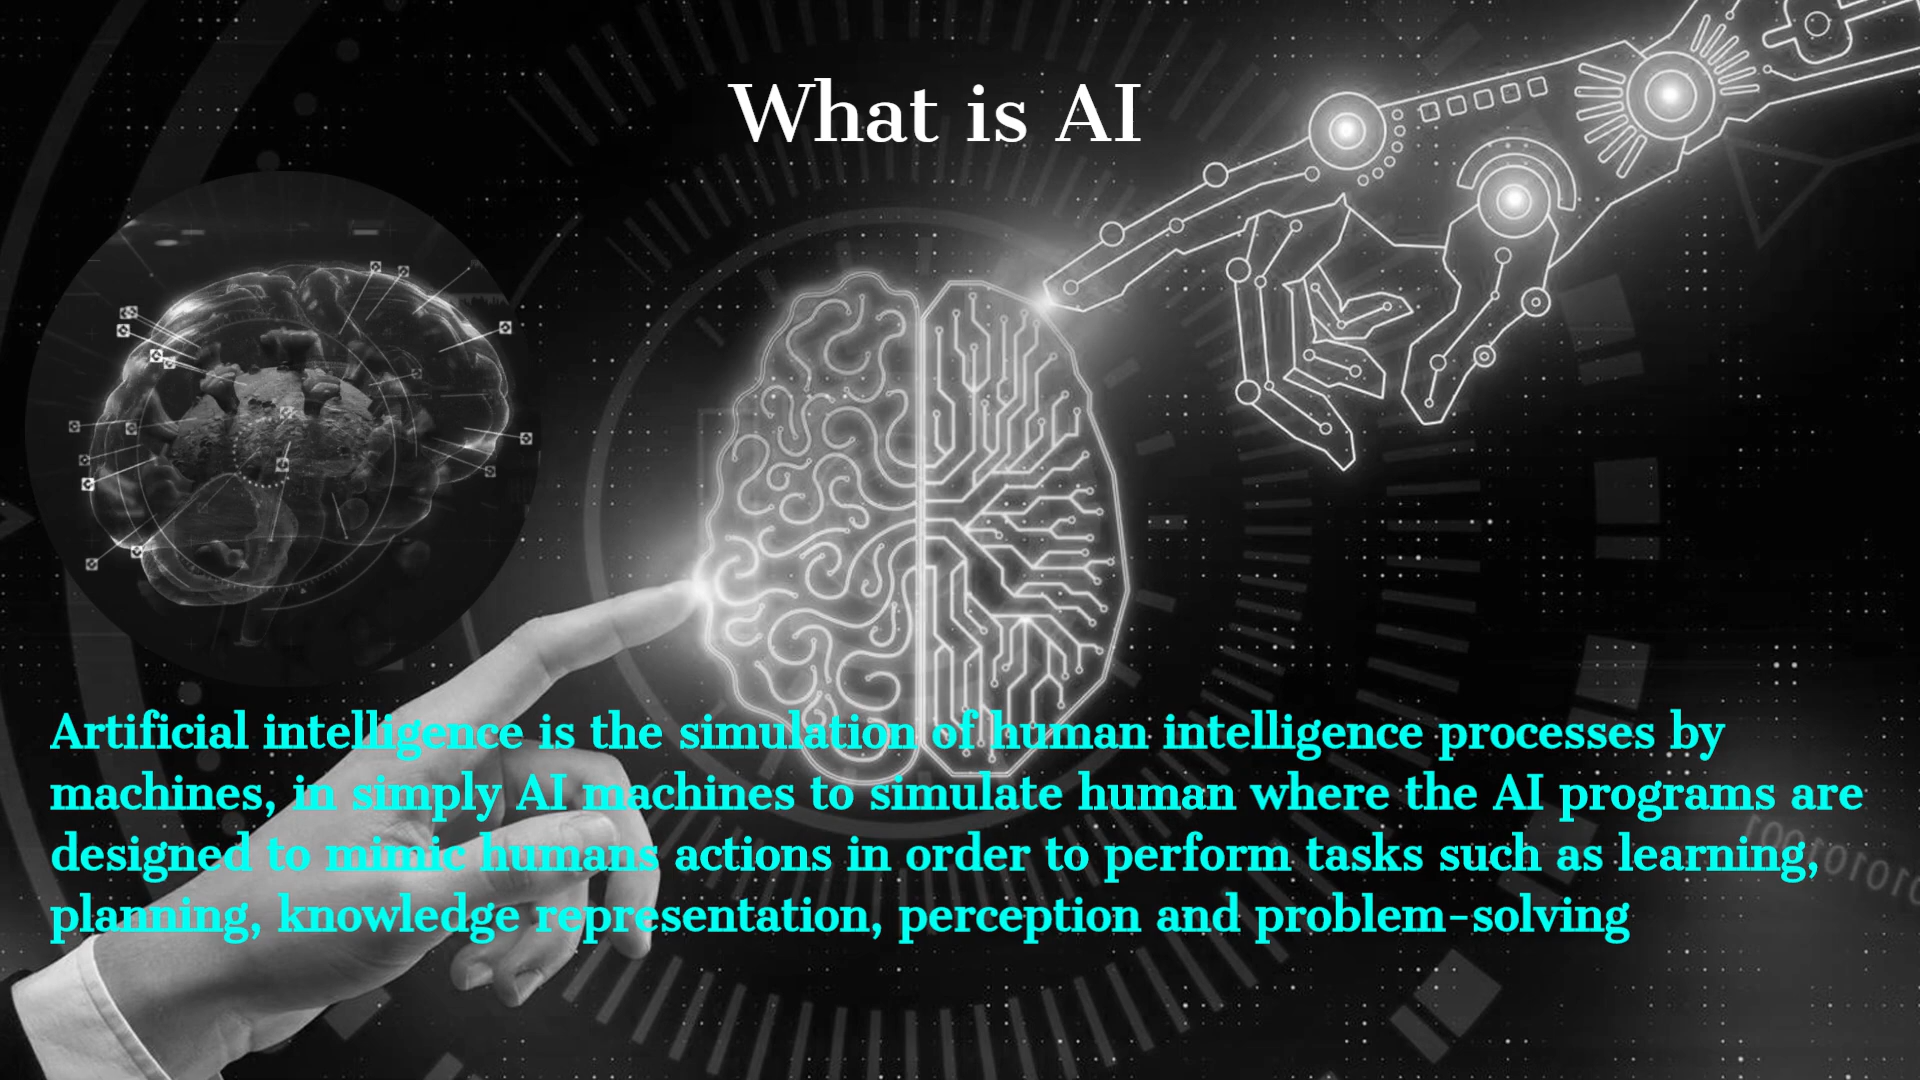 What is AI
Artificial intelligence is the simulation of human intelligence processes by
machines, in simply AI machines to simulate human where the AI programs are
designed to mimic humans actions in order to perform tasks such as learning,
planning, knowledge representation, perception and problem-solving